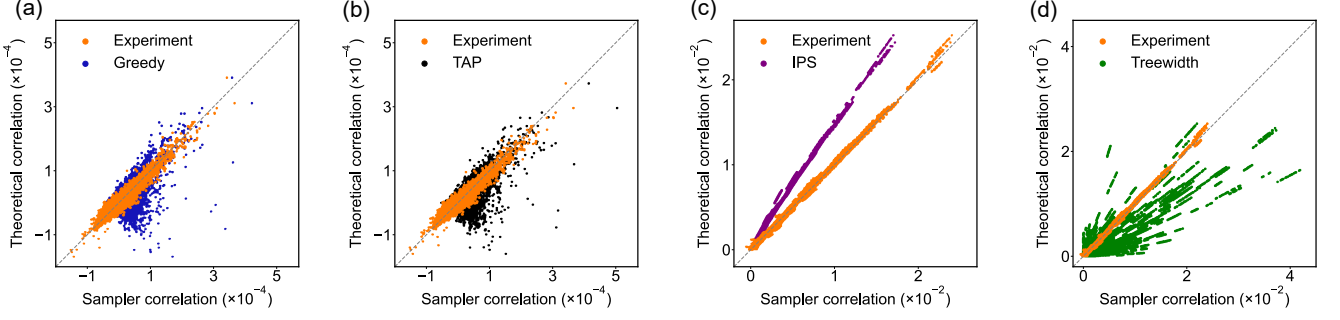 (a)
Theoretical correlation (×10⁻⁴)
5
3
1
−1
Experiment
Greedy
−1
1
3
5
Sampler correlation (×10⁻⁴)
(b)
Theoretical correlation (×10⁻⁴)
5
3
1
−1
Experiment
TAP
−1
1
3
5
Sampler correlation (×10⁻⁴)
(c)
Theoretical correlation (×10⁻²)
2
1
0
Experiment
IPS
0
1
2
Sampler correlation (×10⁻²)
(d)
Theoretical correlation (×10⁻²)
4
2
0
Experiment
Treewidth
0
2
4
Sampler correlation (×10⁻²)